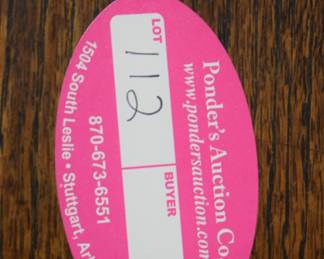 Ponder's Auction Co
www.pondersauction.com
LOT 112 BUYER
870-673-6551
1504 South Leslie • Stuttgart, Ar